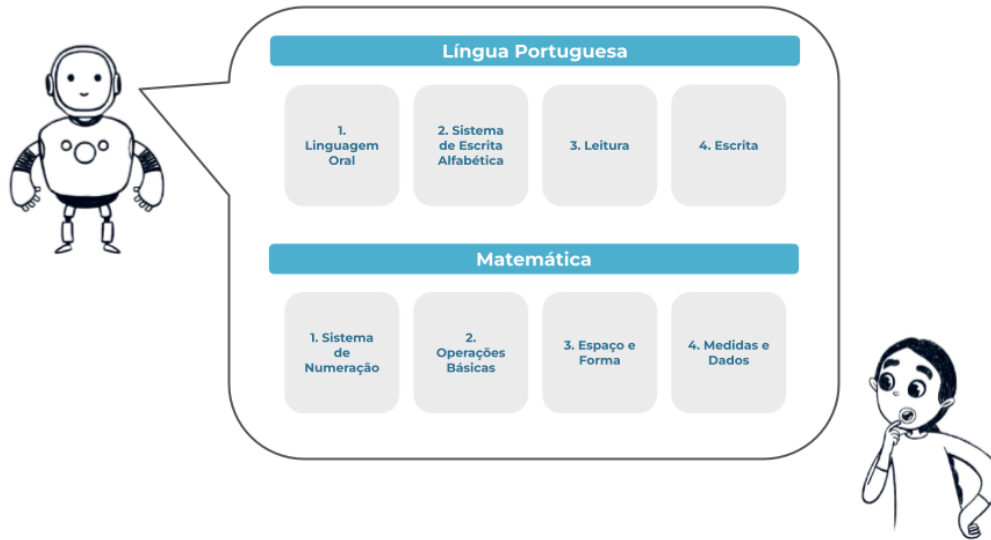 Língua Portuguesa
1.
Linguagem
Oral
2. Sistema
de Escrita
Alfabética
3. Leitura
4. Escrita
Matemática
1. Sistema
de
Numeração
2.
Operações
Básicas
3. Espaço e
Forma
4. Medidas e
Dados